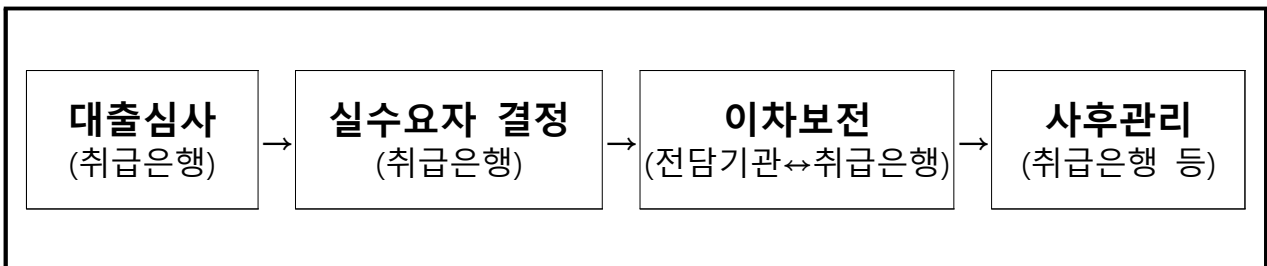 대출심사 → 실수요자 결정 → 이차보전 → 사후관리
(취급은행) (취급은행) (전담기관↔취급은행) (취급은행 등)